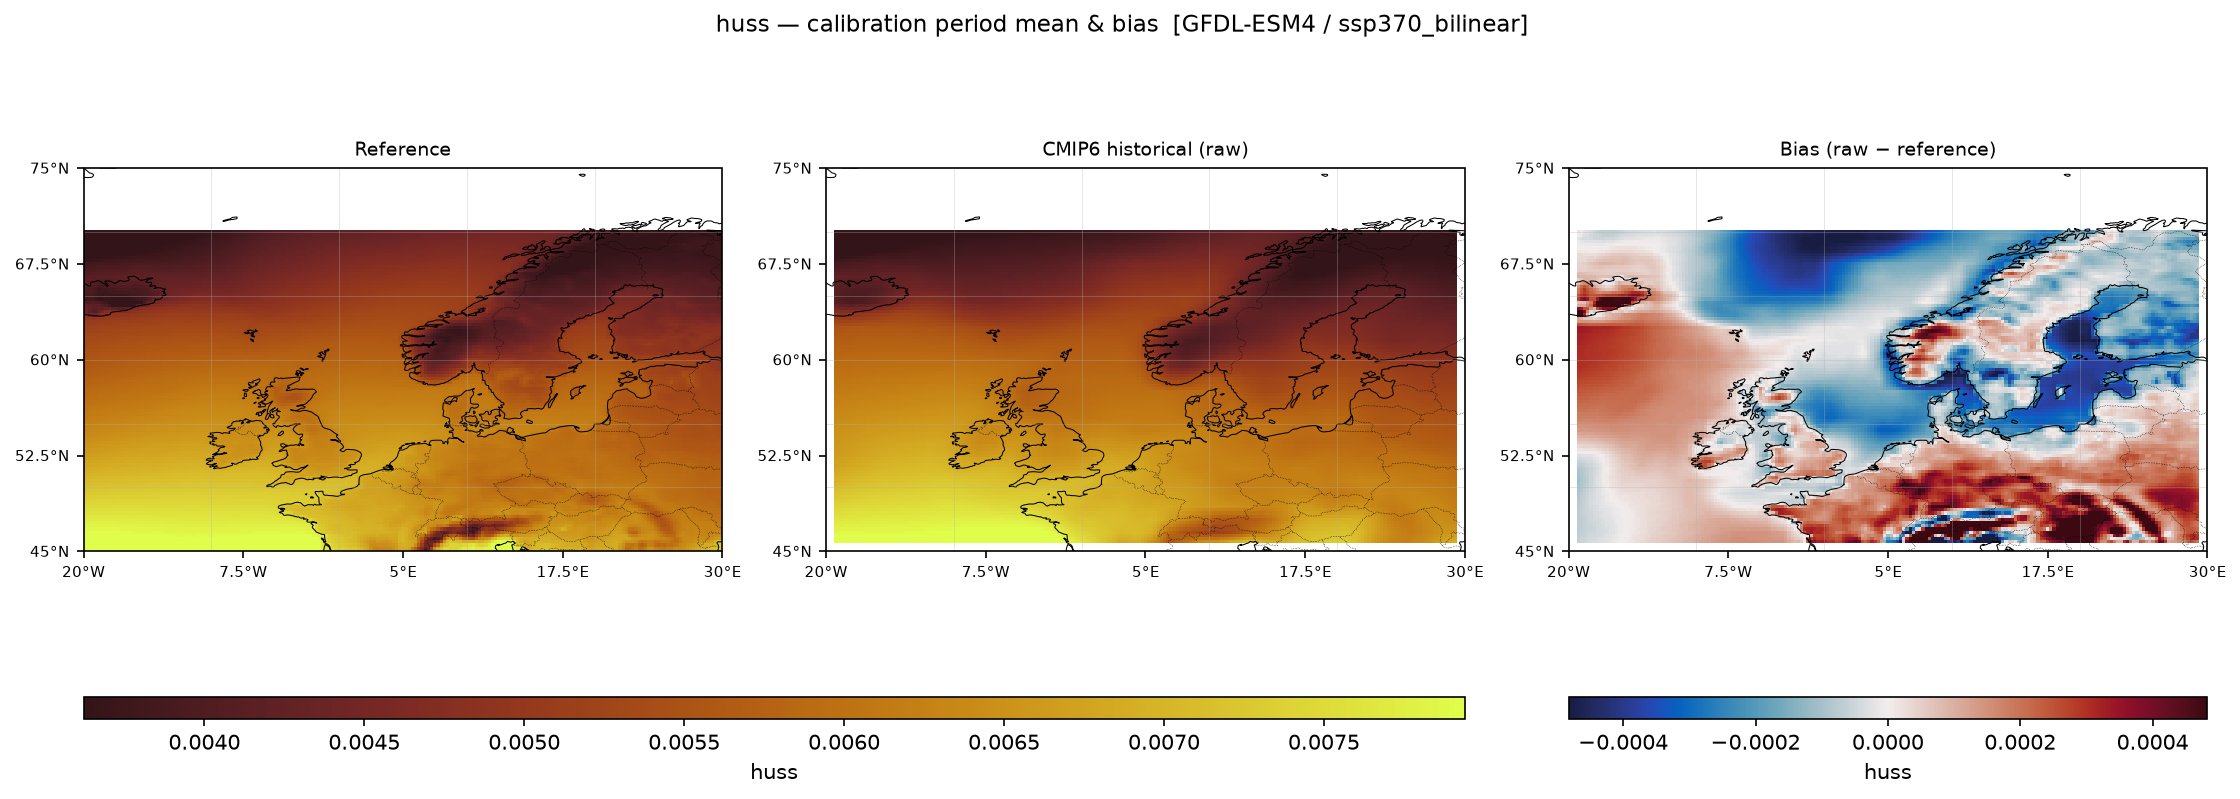 huss — calibration period mean & bias  [GFDL-ESM4 / ssp370_bilinear]
Reference
CMIP6 historical (raw)
Bias (raw − reference)
75°N
67.5°N
60°N
52.5°N
45°N
20°W
7.5°W
5°E
17.5°E
30°E
75°N
67.5°N
60°N
52.5°N
45°N
20°W
7.5°W
5°E
17.5°E
30°E
75°N
67.5°N
60°N
52.5°N
45°N
20°W
7.5°W
5°E
17.5°E
30°E
0.0040
0.0045
0.0050
0.0055
0.0060
0.0065
0.0070
0.0075
huss
−0.0004
−0.0002
0.0000
0.0002
0.0004
huss